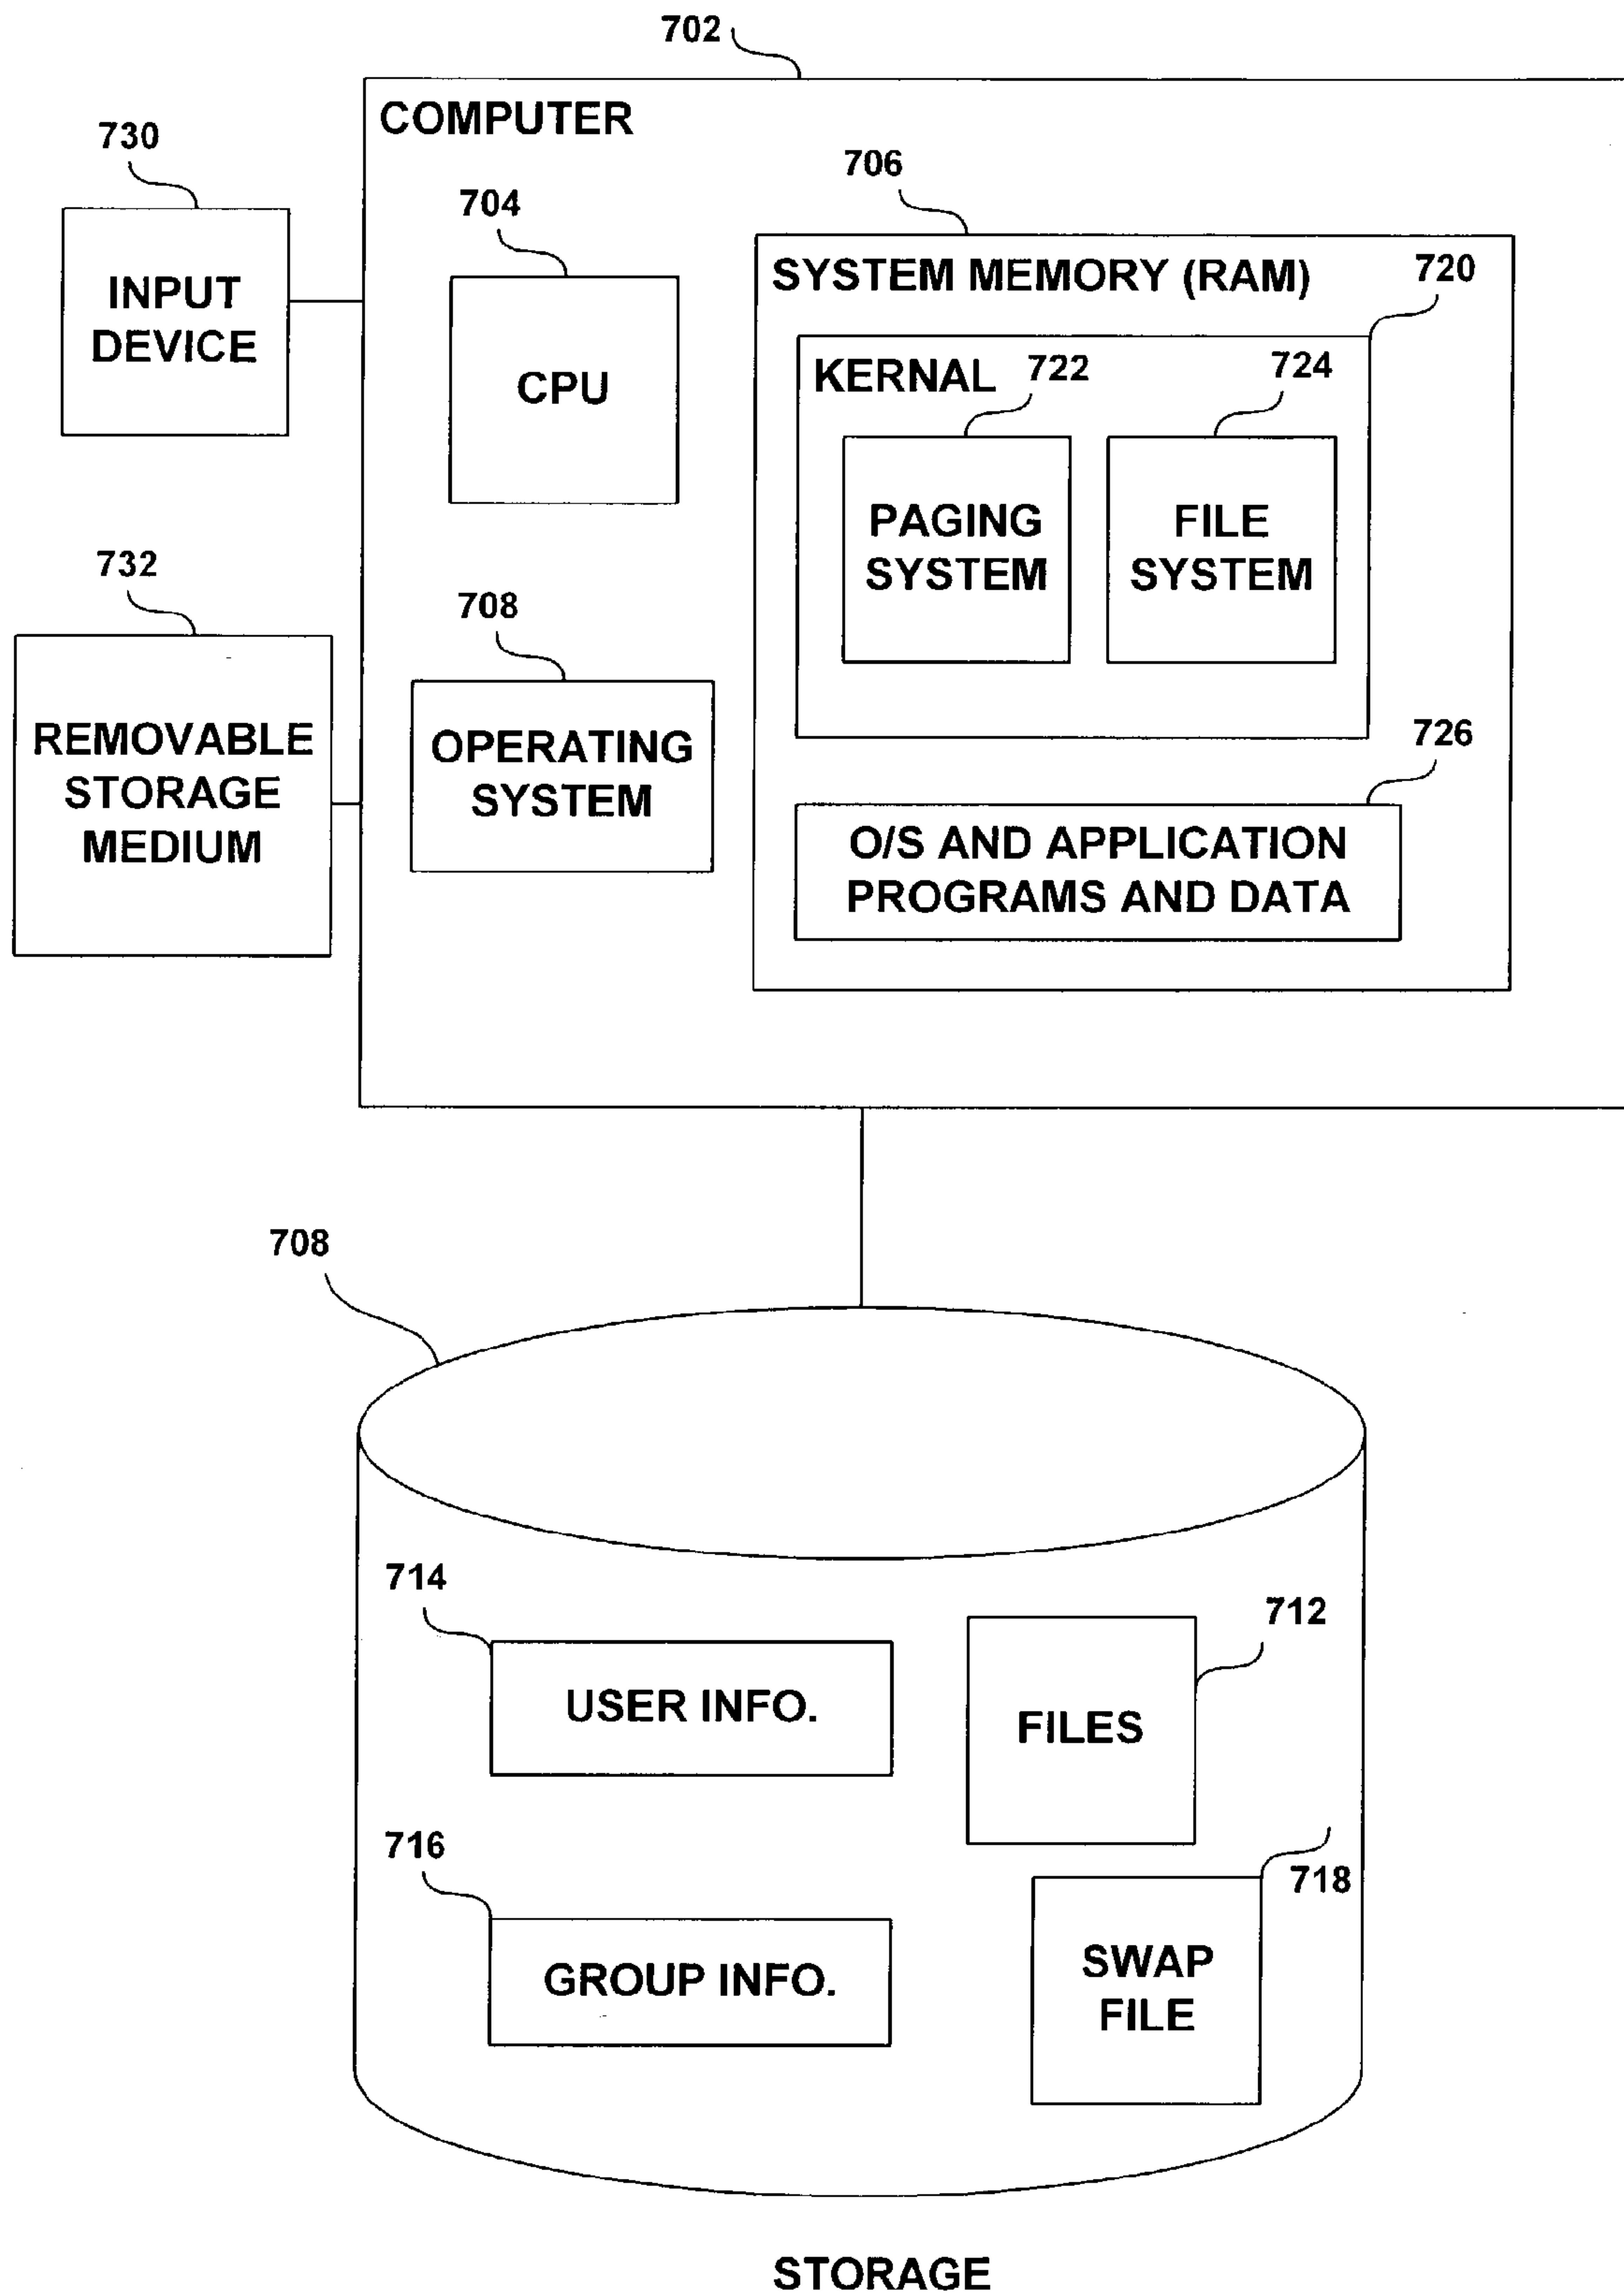 702
COMPUTER
730
706
704
SYSTEM MEMORY (RAM)
720
INPUT
DEVICE
KERNAL
722
724
CPU
PAGING
SYSTEM
FILE
SYSTEM
732
708
REMOVABLE
STORAGE
MEDIUM
OPERATING
SYSTEM
726
O/S AND APPLICATION
PROGRAMS AND DATA
708
714
712
USER INFO.
FILES
716
718
GROUP INFO.
SWAP
FILE
STORAGE